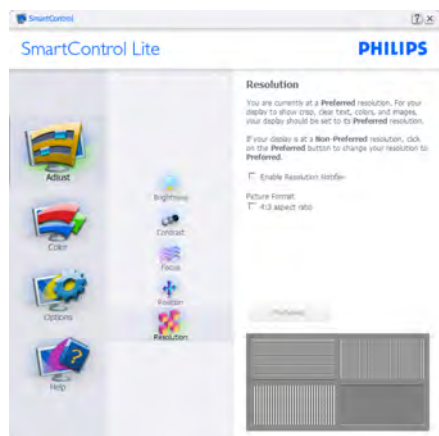 SmartControl
SmartControl Lite
PHILIPS
Adjust
Color
Options
Help
Brightness
Contrast
Focus
Position
Resolution
Resolution
You are currently at a Preferred resolution. For your
display to show crisp, clear text, colors, and images,
your display should be set to its Preferred resolution.
If your display is at a Non-Preferred resolution, click
on the Preferred button to change your resolution to
Preferred.
Enable Resolution Notifier
Picture Format
4:3 aspect ratio
Preferred